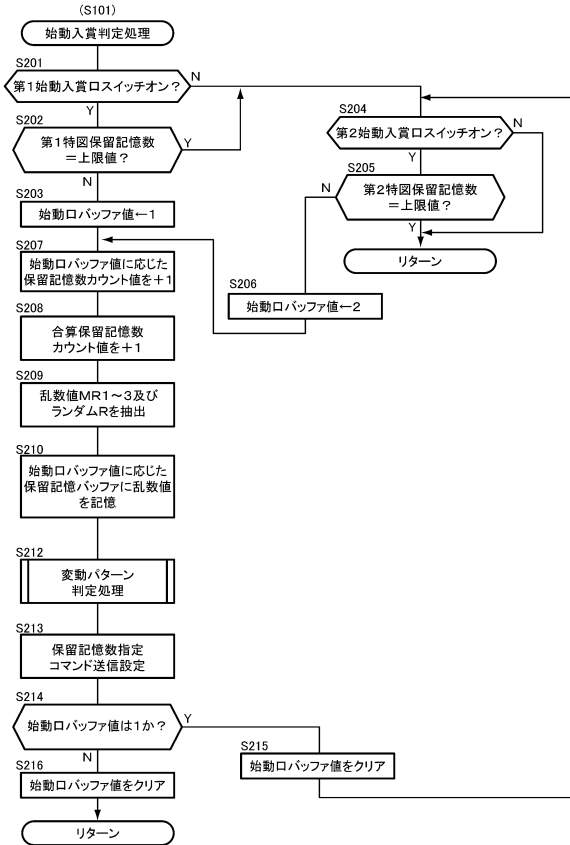 (S101)
始動入賞判定処理
S201
第1始動入賞口スイッチオン?
N
Y
S202
第1特図保留記憶数
=上限値?
Y
N
S203
始動口バッファ値←1
S204
第2始動入賞口スイッチオン?
N
Y
S205
第2特図保留記憶数
=上限値?
N
Y
リターン
S206
始動口バッファ値←2
S207
始動口バッファ値に応じた
保留記憶数カウント値を+1
S208
合算保留記憶数
カウント値を+1
S209
乱数値MR1~3及び
ランダムRを抽出
S210
始動口バッファ値に応じた
保留記憶バッファに乱数値
を記憶
S212
変動パターン
判定処理
S213
保留記憶数指定
コマンド送信設定
S214
始動口バッファ値は1か?
Y
N
S215
始動口バッファ値をクリア
S216
始動口バッファ値をクリア
リターン